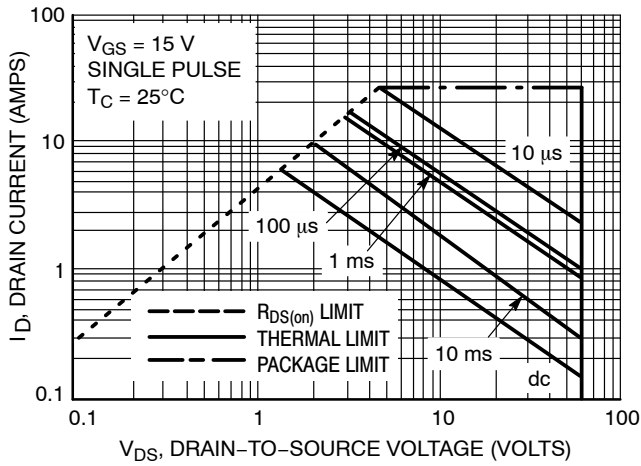 100
10
1
0.1
I_D, DRAIN CURRENT (AMPS)
V_GS = 15 V
SINGLE PULSE
T_C = 25°C
10 μs
100 μs
1 ms
10 ms
dc
R_DS(on) LIMIT
THERMAL LIMIT
PACKAGE LIMIT
0.1 1 10 100
V_DS, DRAIN−TO−SOURCE VOLTAGE (VOLTS)